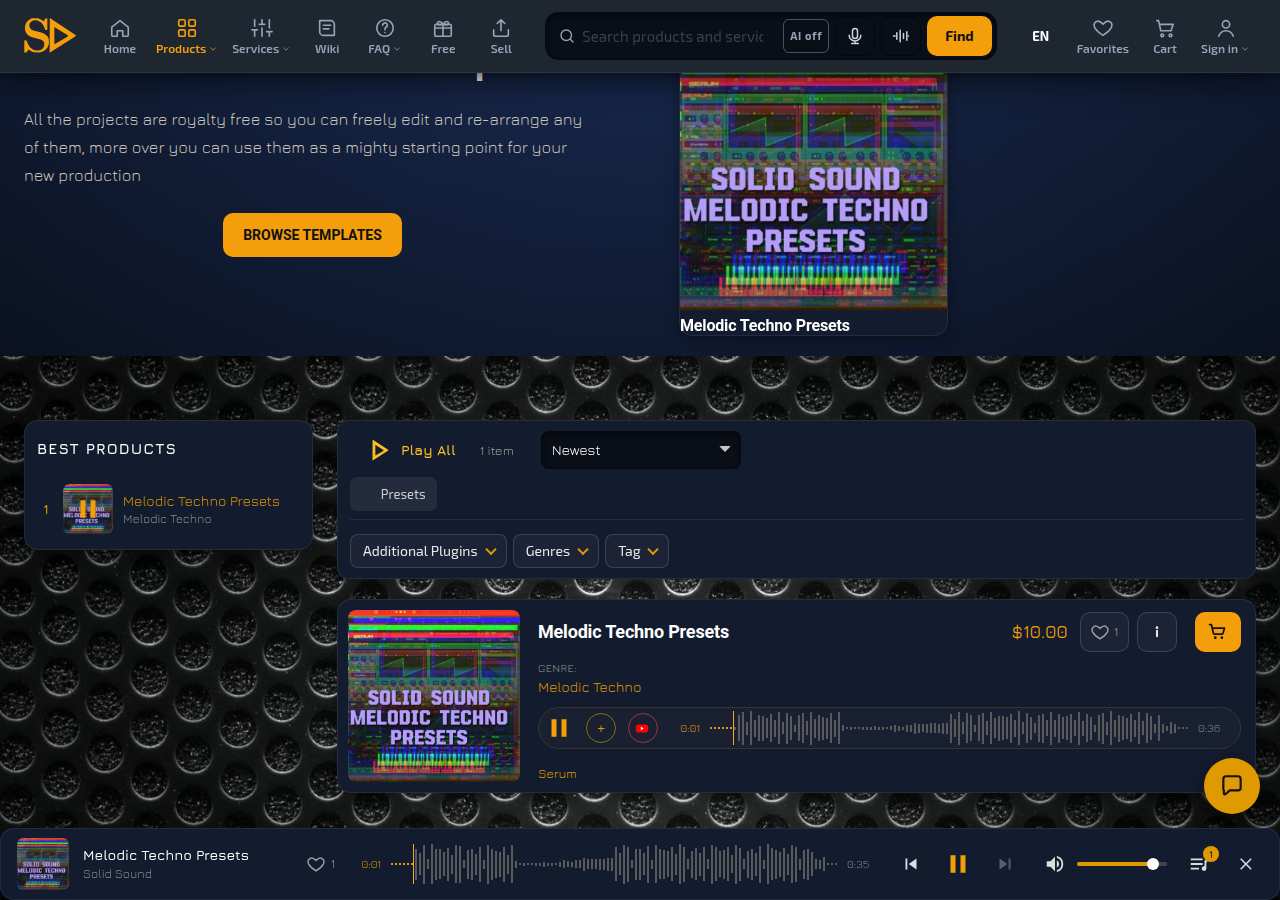 Home
Products
Services
Wiki
FAQ
Free
Sell
Search products and servic
AI off
Find
EN
Favorites
Cart
Sign in
All the projects are royalty free so you can freely edit and re-arrange any
of them, more over you can use them as a mighty starting point for your
new production
BROWSE TEMPLATES
SERUM
SOLID SOUND
MELODIC TECHNO
PRESETS
Melodic Techno Presets
BEST PRODUCTS
1
Melodic Techno Presets
Melodic Techno
Play All
1 item
Newest
Presets
Additional Plugins
Genres
Tag
SERUM
SOLID SOUND
MELODIC TECHNO
PRESETS
Melodic Techno Presets
$10.00
1
i
GENRE:
Melodic Techno
+
0:01
0:36
Serum
Melodic Techno Presets
Solid Sound
1
0:01
0:35
1